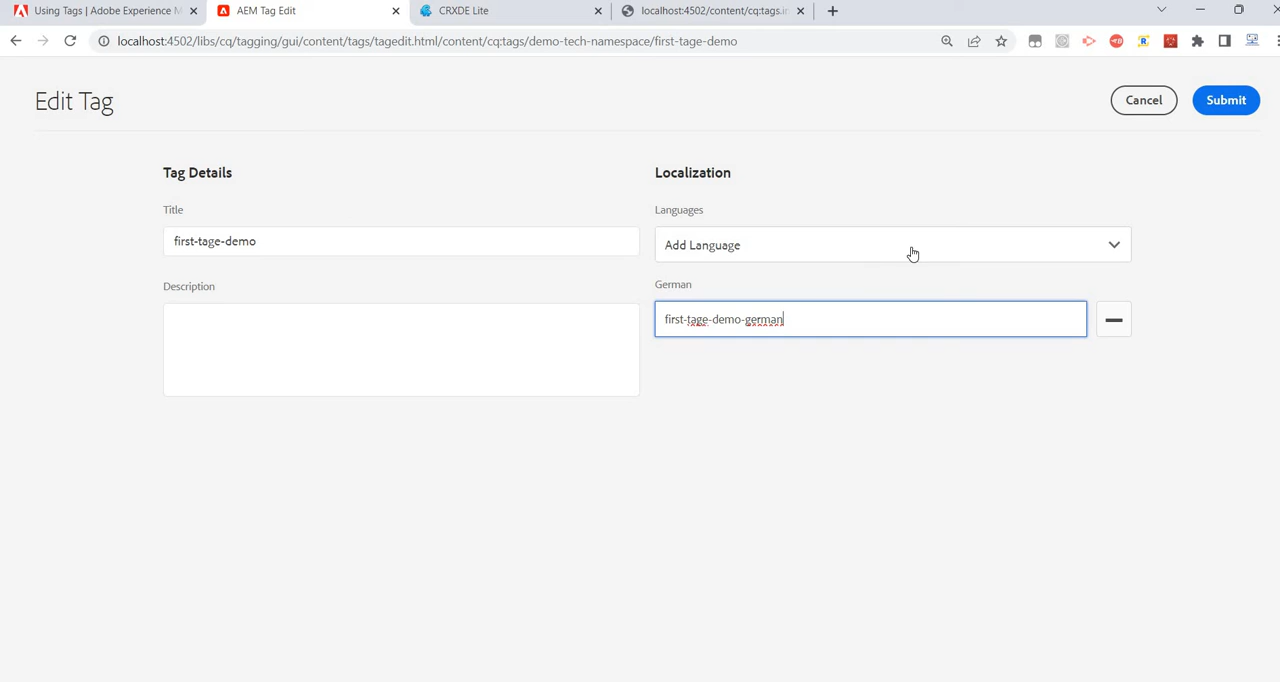 Using Tags | Adobe Experience M
AEM Tag Edit
CRXDE Lite
localhost:4502/content/cq:tags.in
localhost:4502/libs/cq/tagging/gui/content/tags/tagedit.html/content/cq:tags/demo-tech-namespace/first-tage-demo
Edit Tag
Cancel
Submit
Tag Details
Localization
Title
Languages
first-tage-demo
Add Language
Description
German
first-tage-demo-german